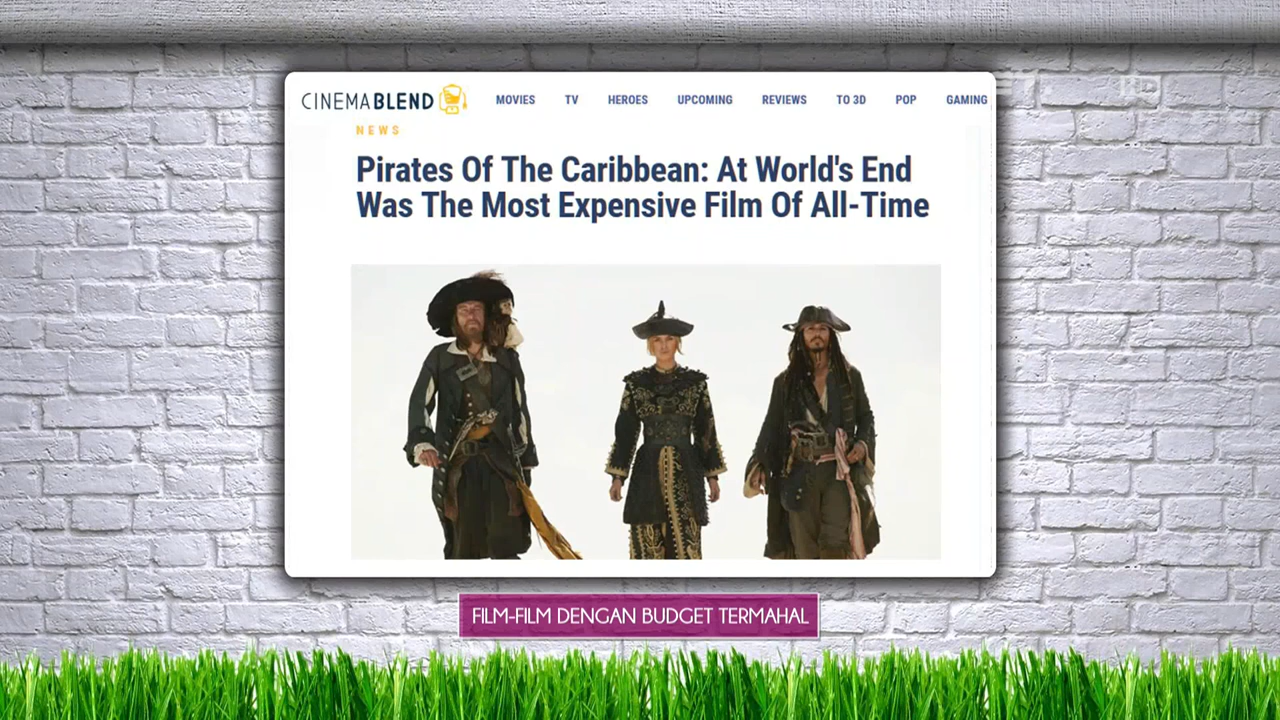 CINEMABLEND
MOVIES TV HEROES UPCOMING REVIEWS TO 3D POP GAMING
NEWS
Pirates Of The Caribbean: At World's End
Was The Most Expensive Film Of All-Time
FILM-FILM DENGAN BUDGET TERMAHAL